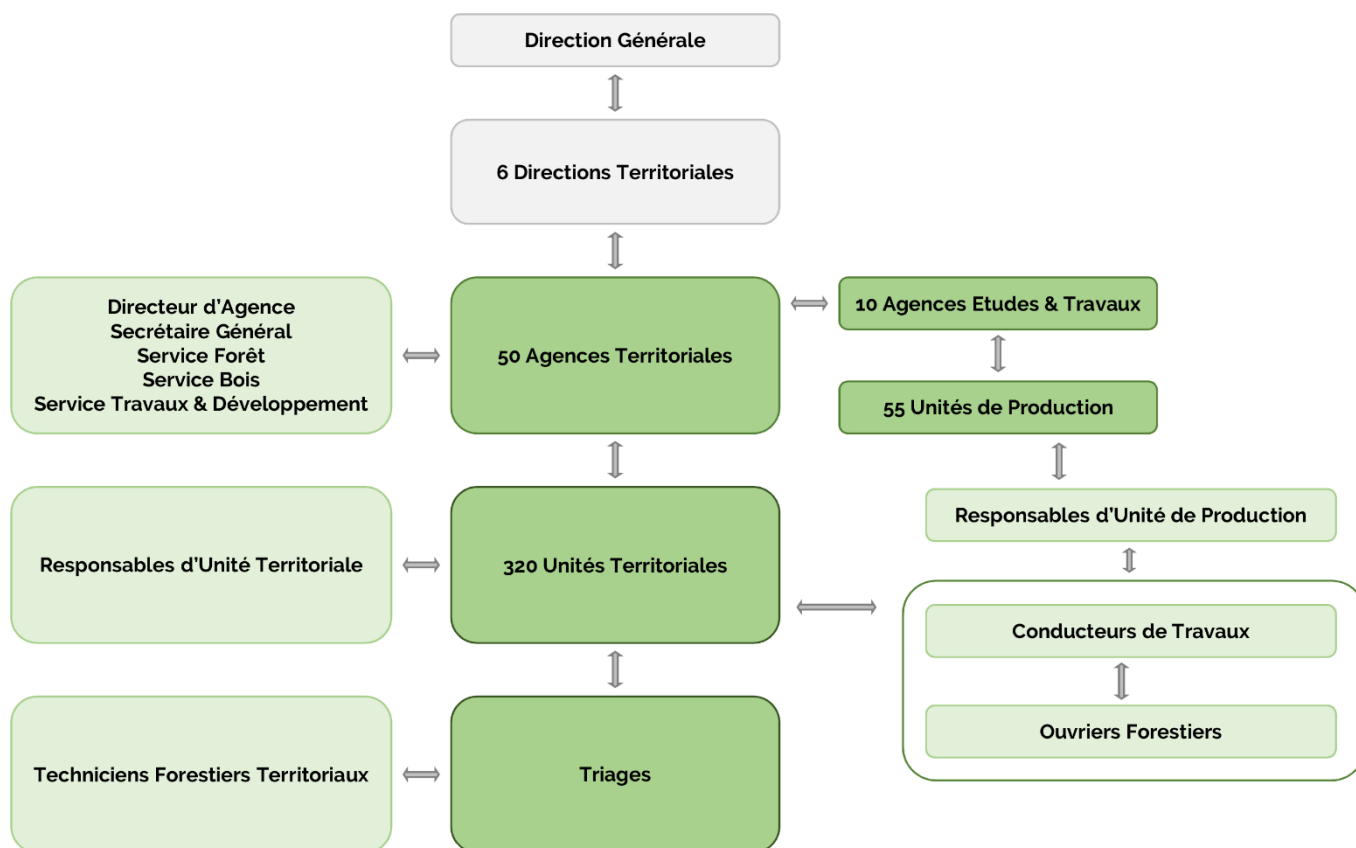 Direction Générale
6 Directions Territoriales
Directeur d'Agence
Secrétaire Général
Service Forêt
Service Bois
Service Travaux & Développement
50 Agences Territoriales
10 Agences Etudes & Travaux
55 Unités de Production
Responsables d'Unité Territoriale
320 Unités Territoriales
Responsables d'Unité de Production
Conducteurs de Travaux
Ouvriers Forestiers
Techniciens Forestiers Territoriaux
Triages